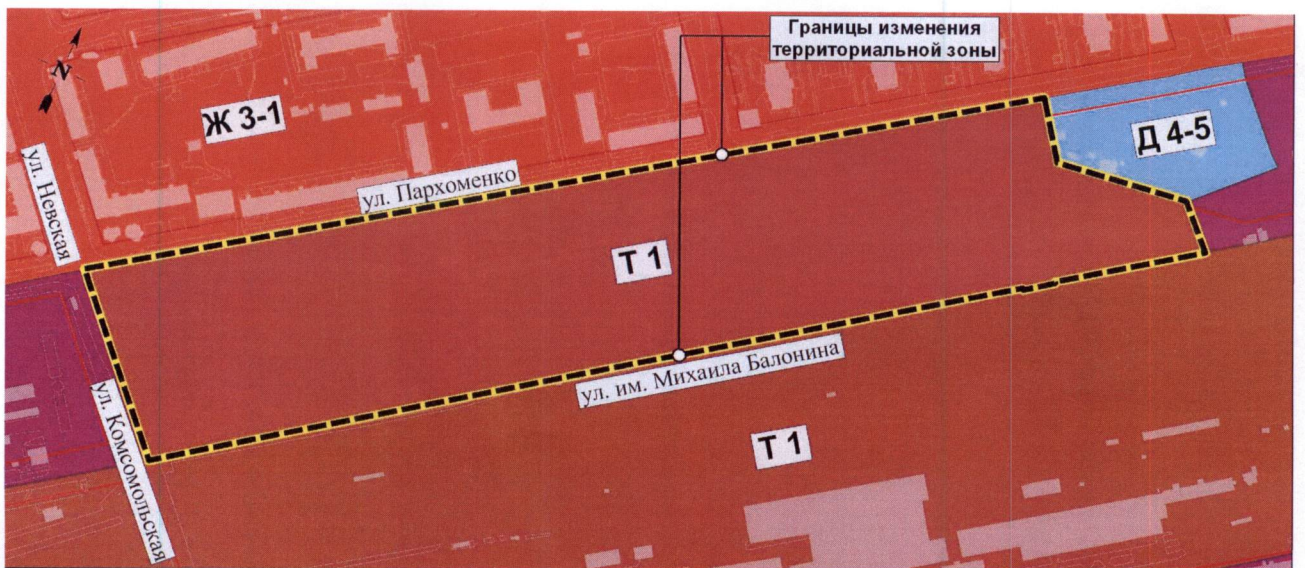 Границы изменения
территориальной зоны
N
Ж 3-1
Д 4-5
ул. Невская
ул. Пархоменко
Т 1
ул. им. Михаила Балонина
ул. Комсомольская
Т 1